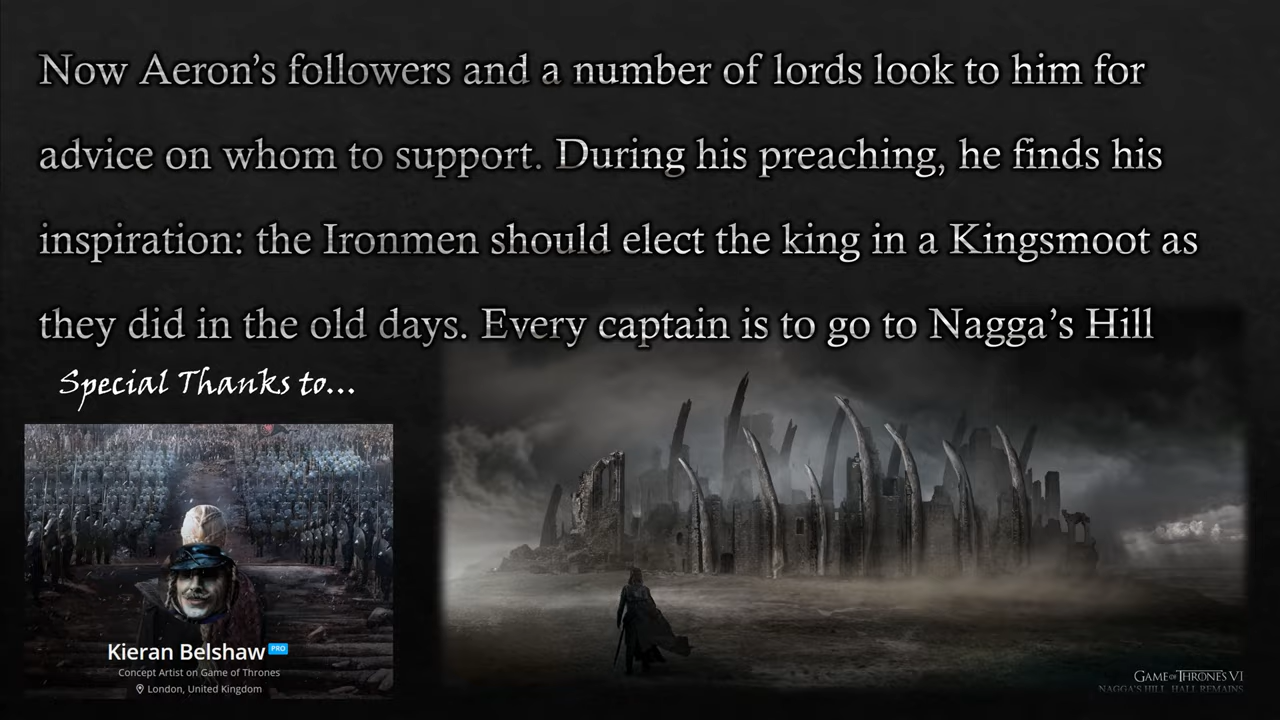 Now Aeron’s followers and a number of lords look to him for
advice on whom to support. During his preaching, he finds his
inspiration: the Ironmen should elect the king in a Kingsmoot as
they did in the old days. Every captain is to go to Nagga’s Hill
Special Thanks to...
Kieran Belshaw PRO
Concept Artist on Game of Thrones
London, United Kingdom
GAME OF THRONES VI
NAGGA'S HILL HALL REMAINS